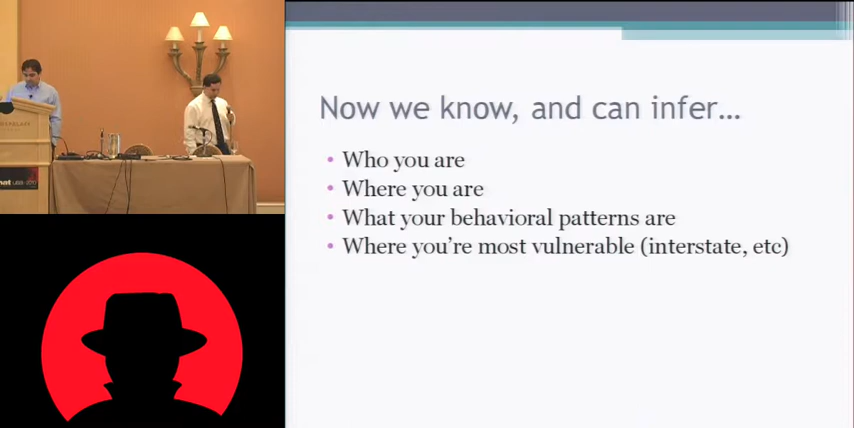 Now we know, and can infer...
• Who you are
• Where you are
• What your behavioral patterns are
• Where you're most vulnerable (interstate, etc)